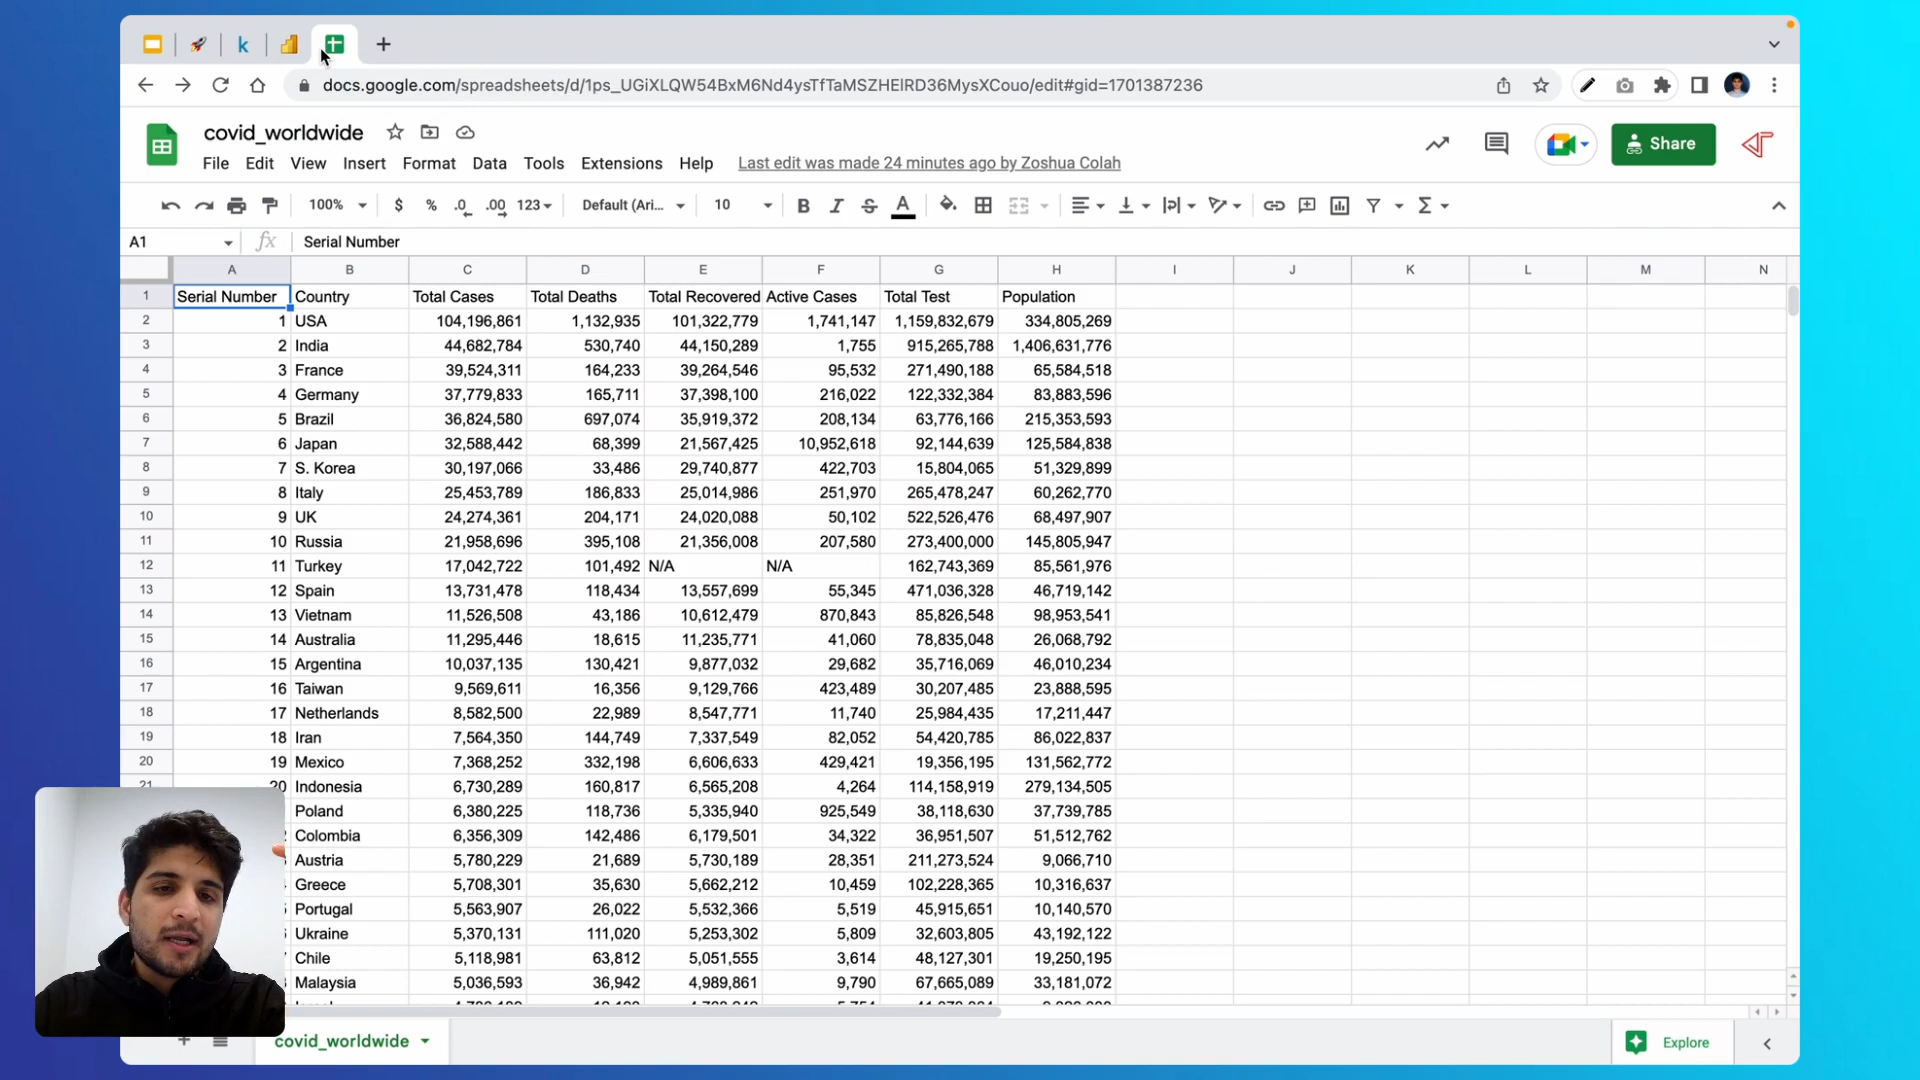 docs.google.com/spreadsheets/d/1ps_UGiXLQW54BxM6Nd4ysTfTaMSZHElRD36MysXCouo/edit#gid=1701387236
covid_worldwide
File Edit View Insert Format Data Tools Extensions Help Last edit was made 24 minutes ago by Zoshua Colah
Share
100% $ % .0 .00 123 Default (Ari... 10 B I S A
A1 fx Serial Number
A B C D E F G H I J K L M N
1 Serial Number Country Total Cases Total Deaths Total Recovered Active Cases Total Test Population
2 1 USA 104,196,861 1,132,935 101,322,779 1,741,147 1,159,832,679 334,805,269
3 2 India 44,682,784 530,740 44,150,289 1,755 915,265,788 1,406,631,776
4 3 France 39,524,311 164,233 39,264,546 95,532 271,490,188 65,584,518
5 4 Germany 37,779,833 165,711 37,398,100 216,022 122,332,384 83,883,596
6 5 Brazil 36,824,580 697,074 35,919,372 208,134 63,776,166 215,353,593
7 6 Japan 32,588,442 68,399 21,567,425 10,952,618 92,144,639 125,584,838
8 7 S. Korea 30,197,066 33,486 29,740,877 422,703 15,804,065 51,329,899
9 8 Italy 25,453,789 186,833 25,014,986 251,970 265,478,247 60,262,770
10 9 UK 24,274,361 204,171 24,020,088 50,102 522,526,476 68,497,907
11 10 Russia 21,958,696 395,108 21,356,008 207,580 273,400,000 145,805,947
12 11 Turkey 17,042,722 101,492 N/A N/A 162,743,369 85,561,976
13 12 Spain 13,731,478 118,434 13,557,699 55,345 471,036,328 46,719,142
14 13 Vietnam 11,526,508 43,186 10,612,479 870,843 85,826,548 98,953,541
15 14 Australia 11,295,446 18,615 11,235,771 41,060 78,835,048 26,068,792
16 15 Argentina 10,037,135 130,421 9,877,032 29,682 35,716,069 46,010,234
17 16 Taiwan 9,569,611 16,356 9,129,766 423,489 30,207,485 23,888,595
18 17 Netherlands 8,582,500 22,989 8,547,771 11,740 25,984,435 17,211,447
19 18 Iran 7,564,350 144,749 7,337,549 82,052 54,420,785 86,022,837
20 19 Mexico 7,368,252 332,198 6,606,633 429,421 19,356,195 131,562,772
21 20 Indonesia 6,730,289 160,817 6,565,208 4,264 114,158,919 279,134,505
Poland 6,380,225 118,736 5,335,940 925,549 38,118,630 37,739,785
Colombia 6,356,309 142,486 6,179,501 34,322 36,951,507 51,512,762
Austria 5,780,229 21,689 5,730,189 28,351 211,273,524 9,066,710
Greece 5,708,301 35,630 5,662,212 10,459 102,228,365 10,316,637
Portugal 5,563,907 26,022 5,532,366 5,519 45,915,651 10,140,570
Ukraine 5,370,131 111,020 5,253,302 5,809 32,603,805 43,192,122
Chile 5,118,981 63,812 5,051,555 3,614 48,127,301 19,250,195
Malaysia 5,036,593 36,942 4,989,861 9,790 67,665,089 33,181,072
covid_worldwide
Explore